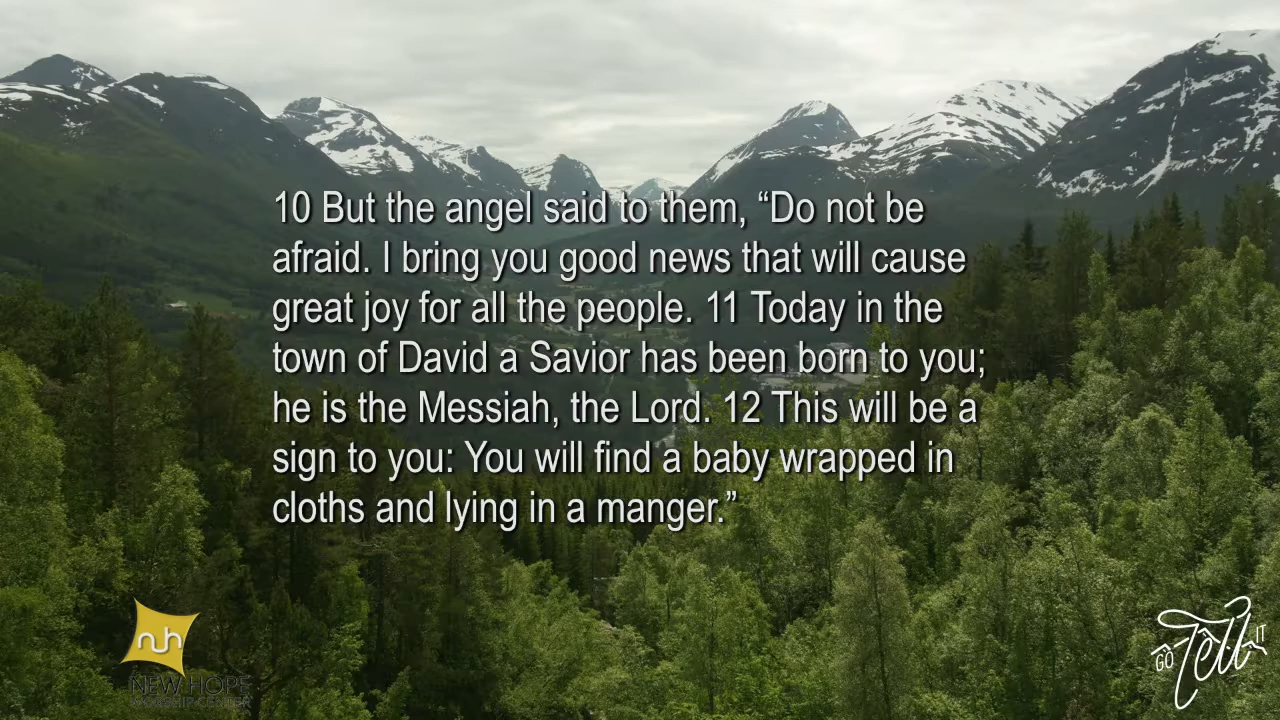 10 But the angel said to them, “Do not be
afraid. I bring you good news that will cause
great joy for all the people. 11 Today in the
town of David a Savior has been born to you;
he is the Messiah, the Lord. 12 This will be a
sign to you: You will find a baby wrapped in
cloths and lying in a manger.”
nuh
NEW HOPE
WORSHIP CENTER
GO Tell IT